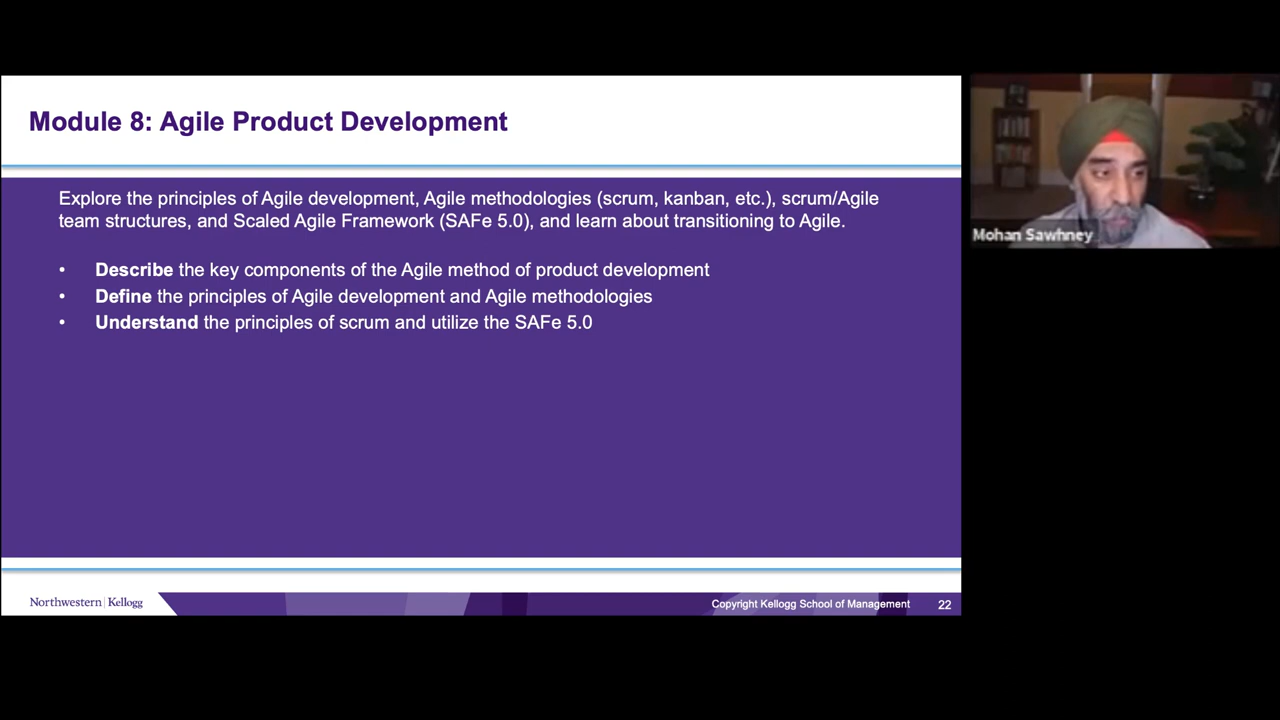 Module 8: Agile Product Development
Explore the principles of Agile development, Agile methodologies (scrum, kanban, etc.), scrum/Agile
team structures, and Scaled Agile Framework (SAFe 5.0), and learn about transitioning to Agile.
• Describe the key components of the Agile method of product development
• Define the principles of Agile development and Agile methodologies
• Understand the principles of scrum and utilize the SAFe 5.0
Mohan Sawhney
Northwestern | Kellogg
Copyright Kellogg School of Management 22